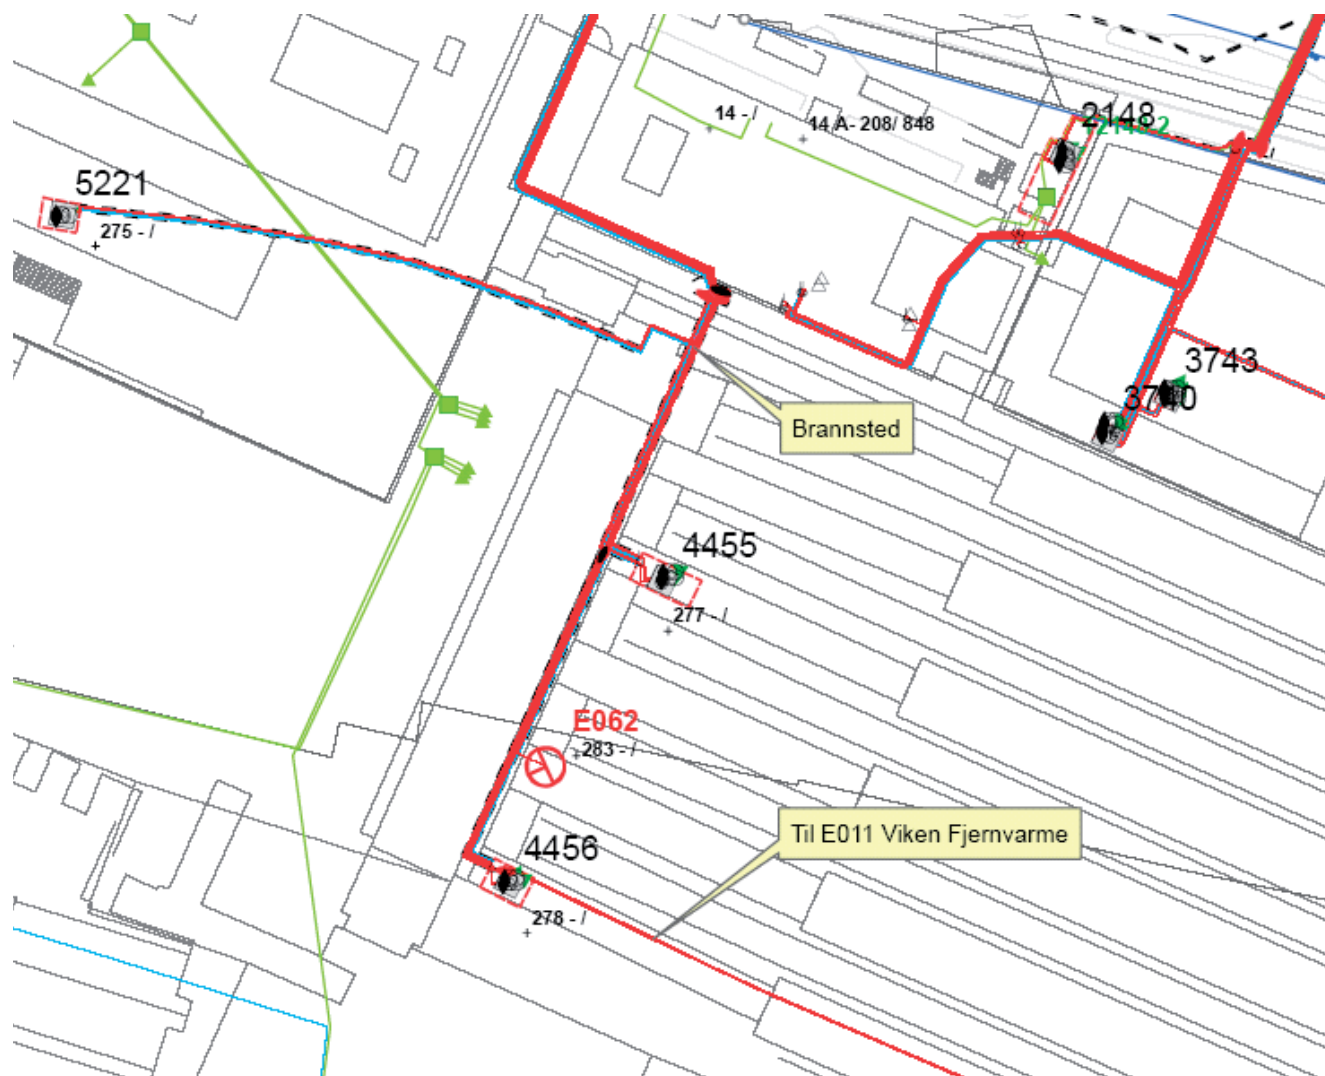 14 - /
14 A- 208/ 848
2148
5221
275 - /
3743
3740
Brannsted
4455
277 - /
E062
283 - /
Til E011 Viken Fjernvarme
4456
278 - /